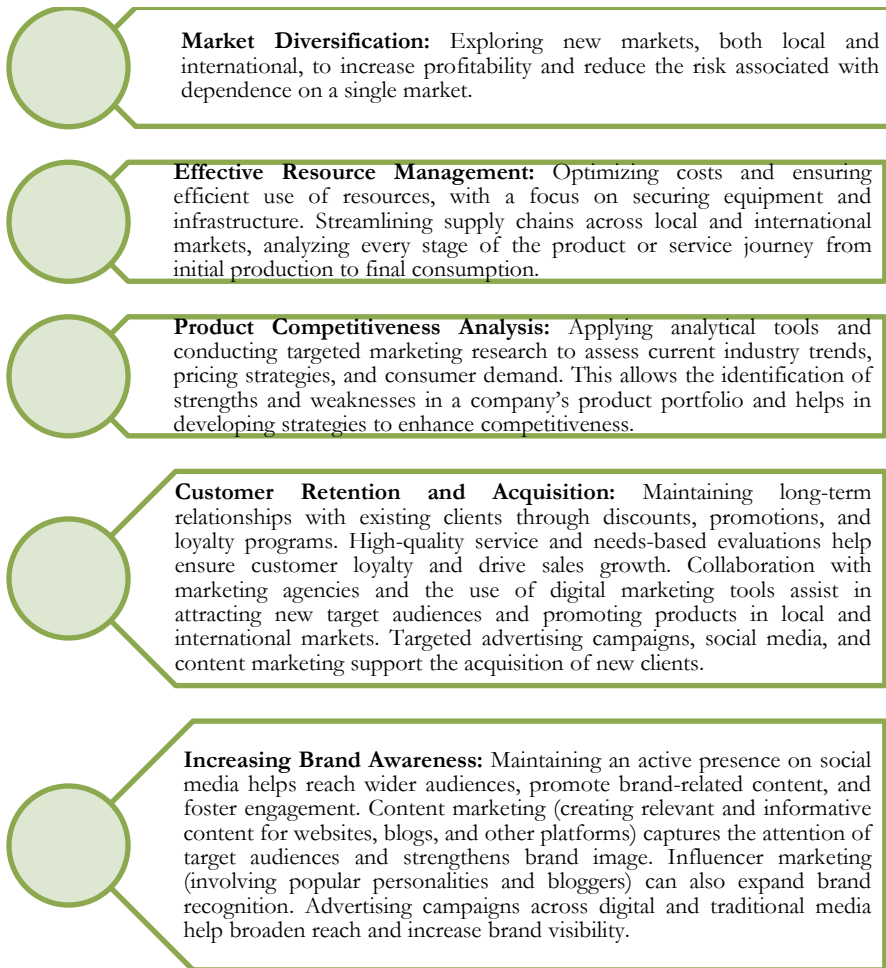 Market Diversification: Exploring new markets, both local and
international, to increase profitability and reduce the risk associated with
dependence on a single market.
Effective Resource Management: Optimizing costs and ensuring
efficient use of resources, with a focus on securing equipment and
infrastructure. Streamlining supply chains across local and international
markets, analyzing every stage of the product or service journey from
initial production to final consumption.
Product Competitiveness Analysis: Applying analytical tools and
conducting targeted marketing research to assess current industry trends,
pricing strategies, and consumer demand. This allows the identification of
strengths and weaknesses in a company's product portfolio and helps in
developing strategies to enhance competitiveness.
Customer Retention and Acquisition: Maintaining long-term
relationships with existing clients through discounts, promotions, and
loyalty programs. High-quality service and needs-based evaluations help
ensure customer loyalty and drive sales growth. Collaboration with
marketing agencies and the use of digital marketing tools assist in
attracting new target audiences and promoting products in local and
international markets. Targeted advertising campaigns, social media, and
content marketing support the acquisition of new clients.
Increasing Brand Awareness: Maintaining an active presence on social
media helps reach wider audiences, promote brand-related content, and
foster engagement. Content marketing (creating relevant and informative
content for websites, blogs, and other platforms) captures the attention of
target audiences and strengthens brand image. Influencer marketing
(involving popular personalities and bloggers) can also expand brand
recognition. Advertising campaigns across digital and traditional media
help broaden reach and increase brand visibility.